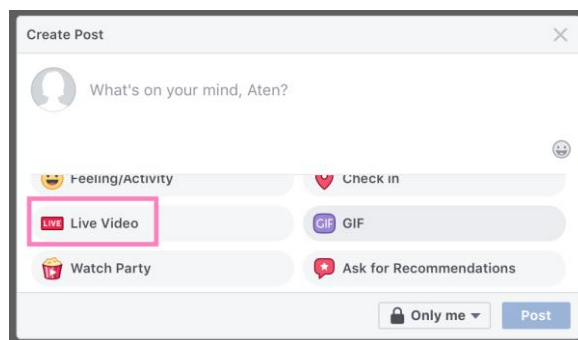 Create Post
What's on your mind, Aten?
Feeling/Activity
Check in
LIVE Live Video
GIF GIF
Watch Party
Ask for Recommendations
Only me
Post